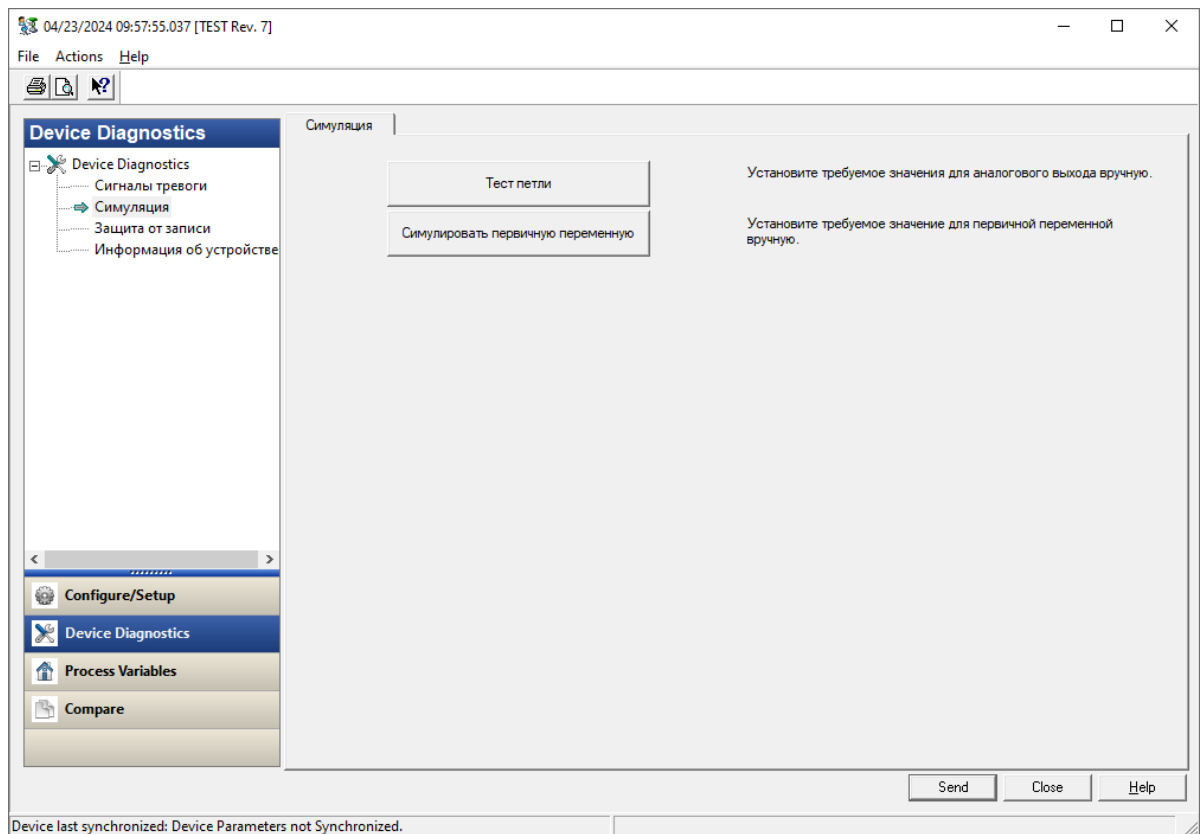 04/23/2024 09:57:55.037 [TEST Rev. 7]
File Actions Help
Device Diagnostics
Device Diagnostics
Сигналы тревоги
Симуляция
Защита от записи
Информация об устройстве
Configure/Setup
Device Diagnostics
Process Variables
Compare
Симуляция
Тест петли
Установите требуемое значения для аналогового выхода вручную.
Симулировать первичную переменную
Установите требуемое значение для первичной переменной
вручную.
Send Close Help
Device last synchronized: Device Parameters not Synchronized.